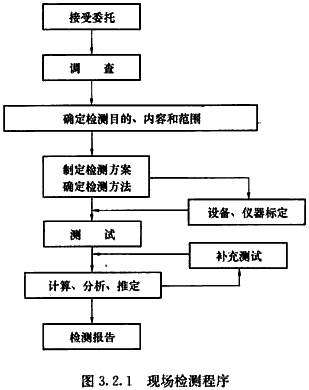 接受委托
调 查
确定检测目的、内容和范围
制定检测方案
确定检测方法
设备、仪器标定
测 试
补充测试
计算、分析、推定
检测报告
图 3.2.1 现场检测程序